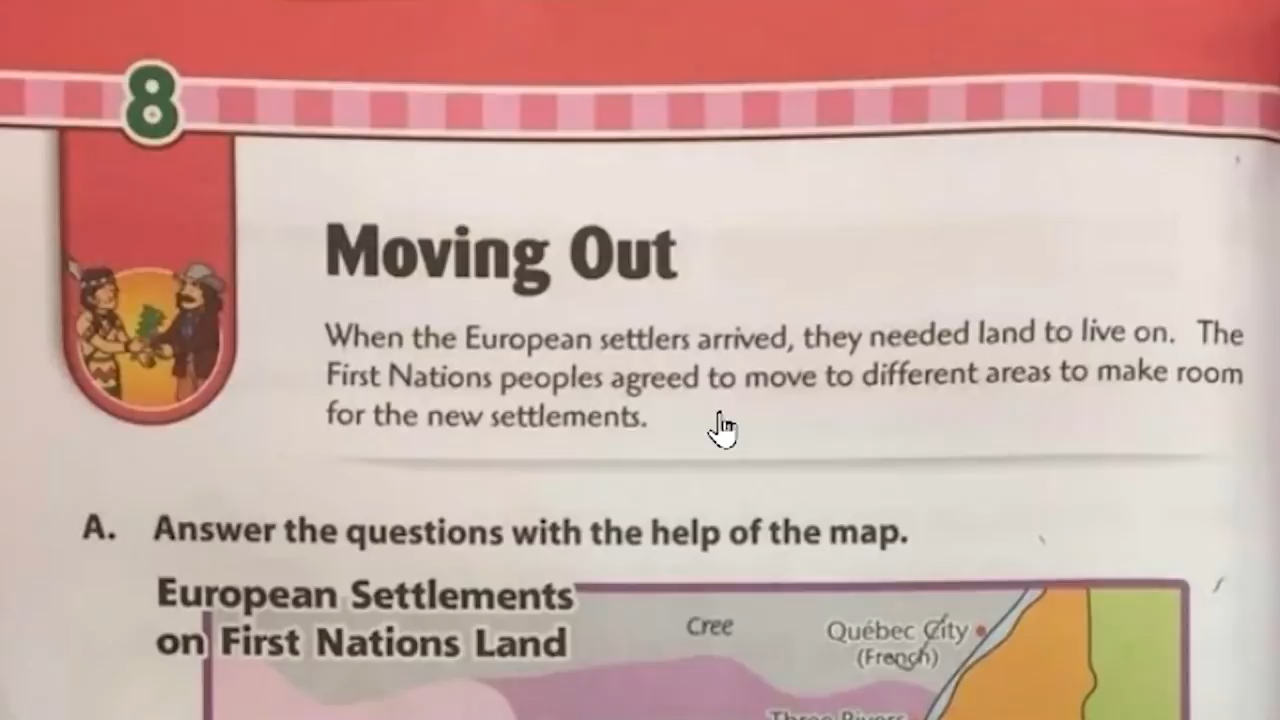 8
Moving Out
When the European settlers arrived, they needed land to live on. The
First Nations peoples agreed to move to different areas to make room
for the new settlements.
A. Answer the questions with the help of the map.
European Settlements
on First Nations Land
Cree
Québec City
(French)
Three Rivers